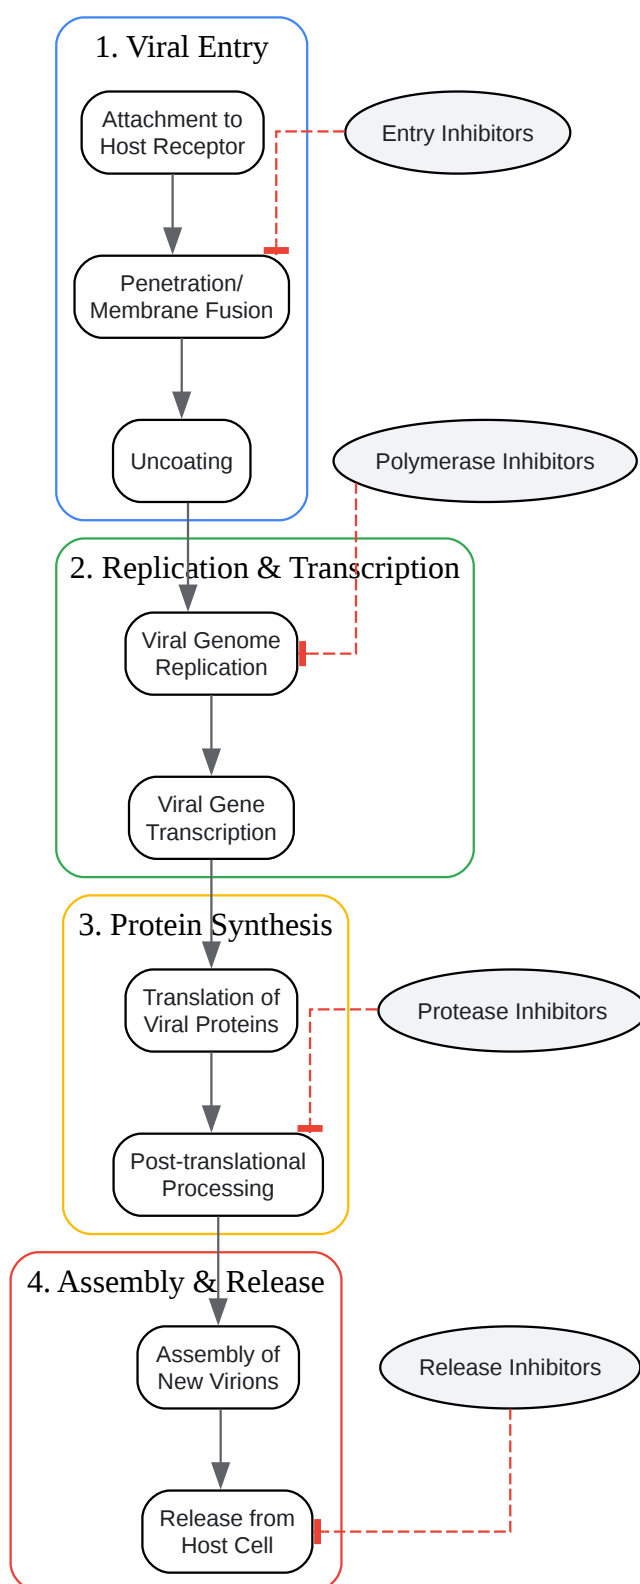 1. Viral Entry
Attachment to
Host Receptor
Entry Inhibitors
Penetration/
Membrane Fusion
Uncoating
Polymerase Inhibitors
2. Replication & Transcription
Viral Genome
Replication
Viral Gene
Transcription
3. Protein Synthesis
Translation of
Viral Proteins
Protease Inhibitors
Post-translational
Processing
4. Assembly & Release
Assembly of
New Virions
Release Inhibitors
Release from
Host Cell